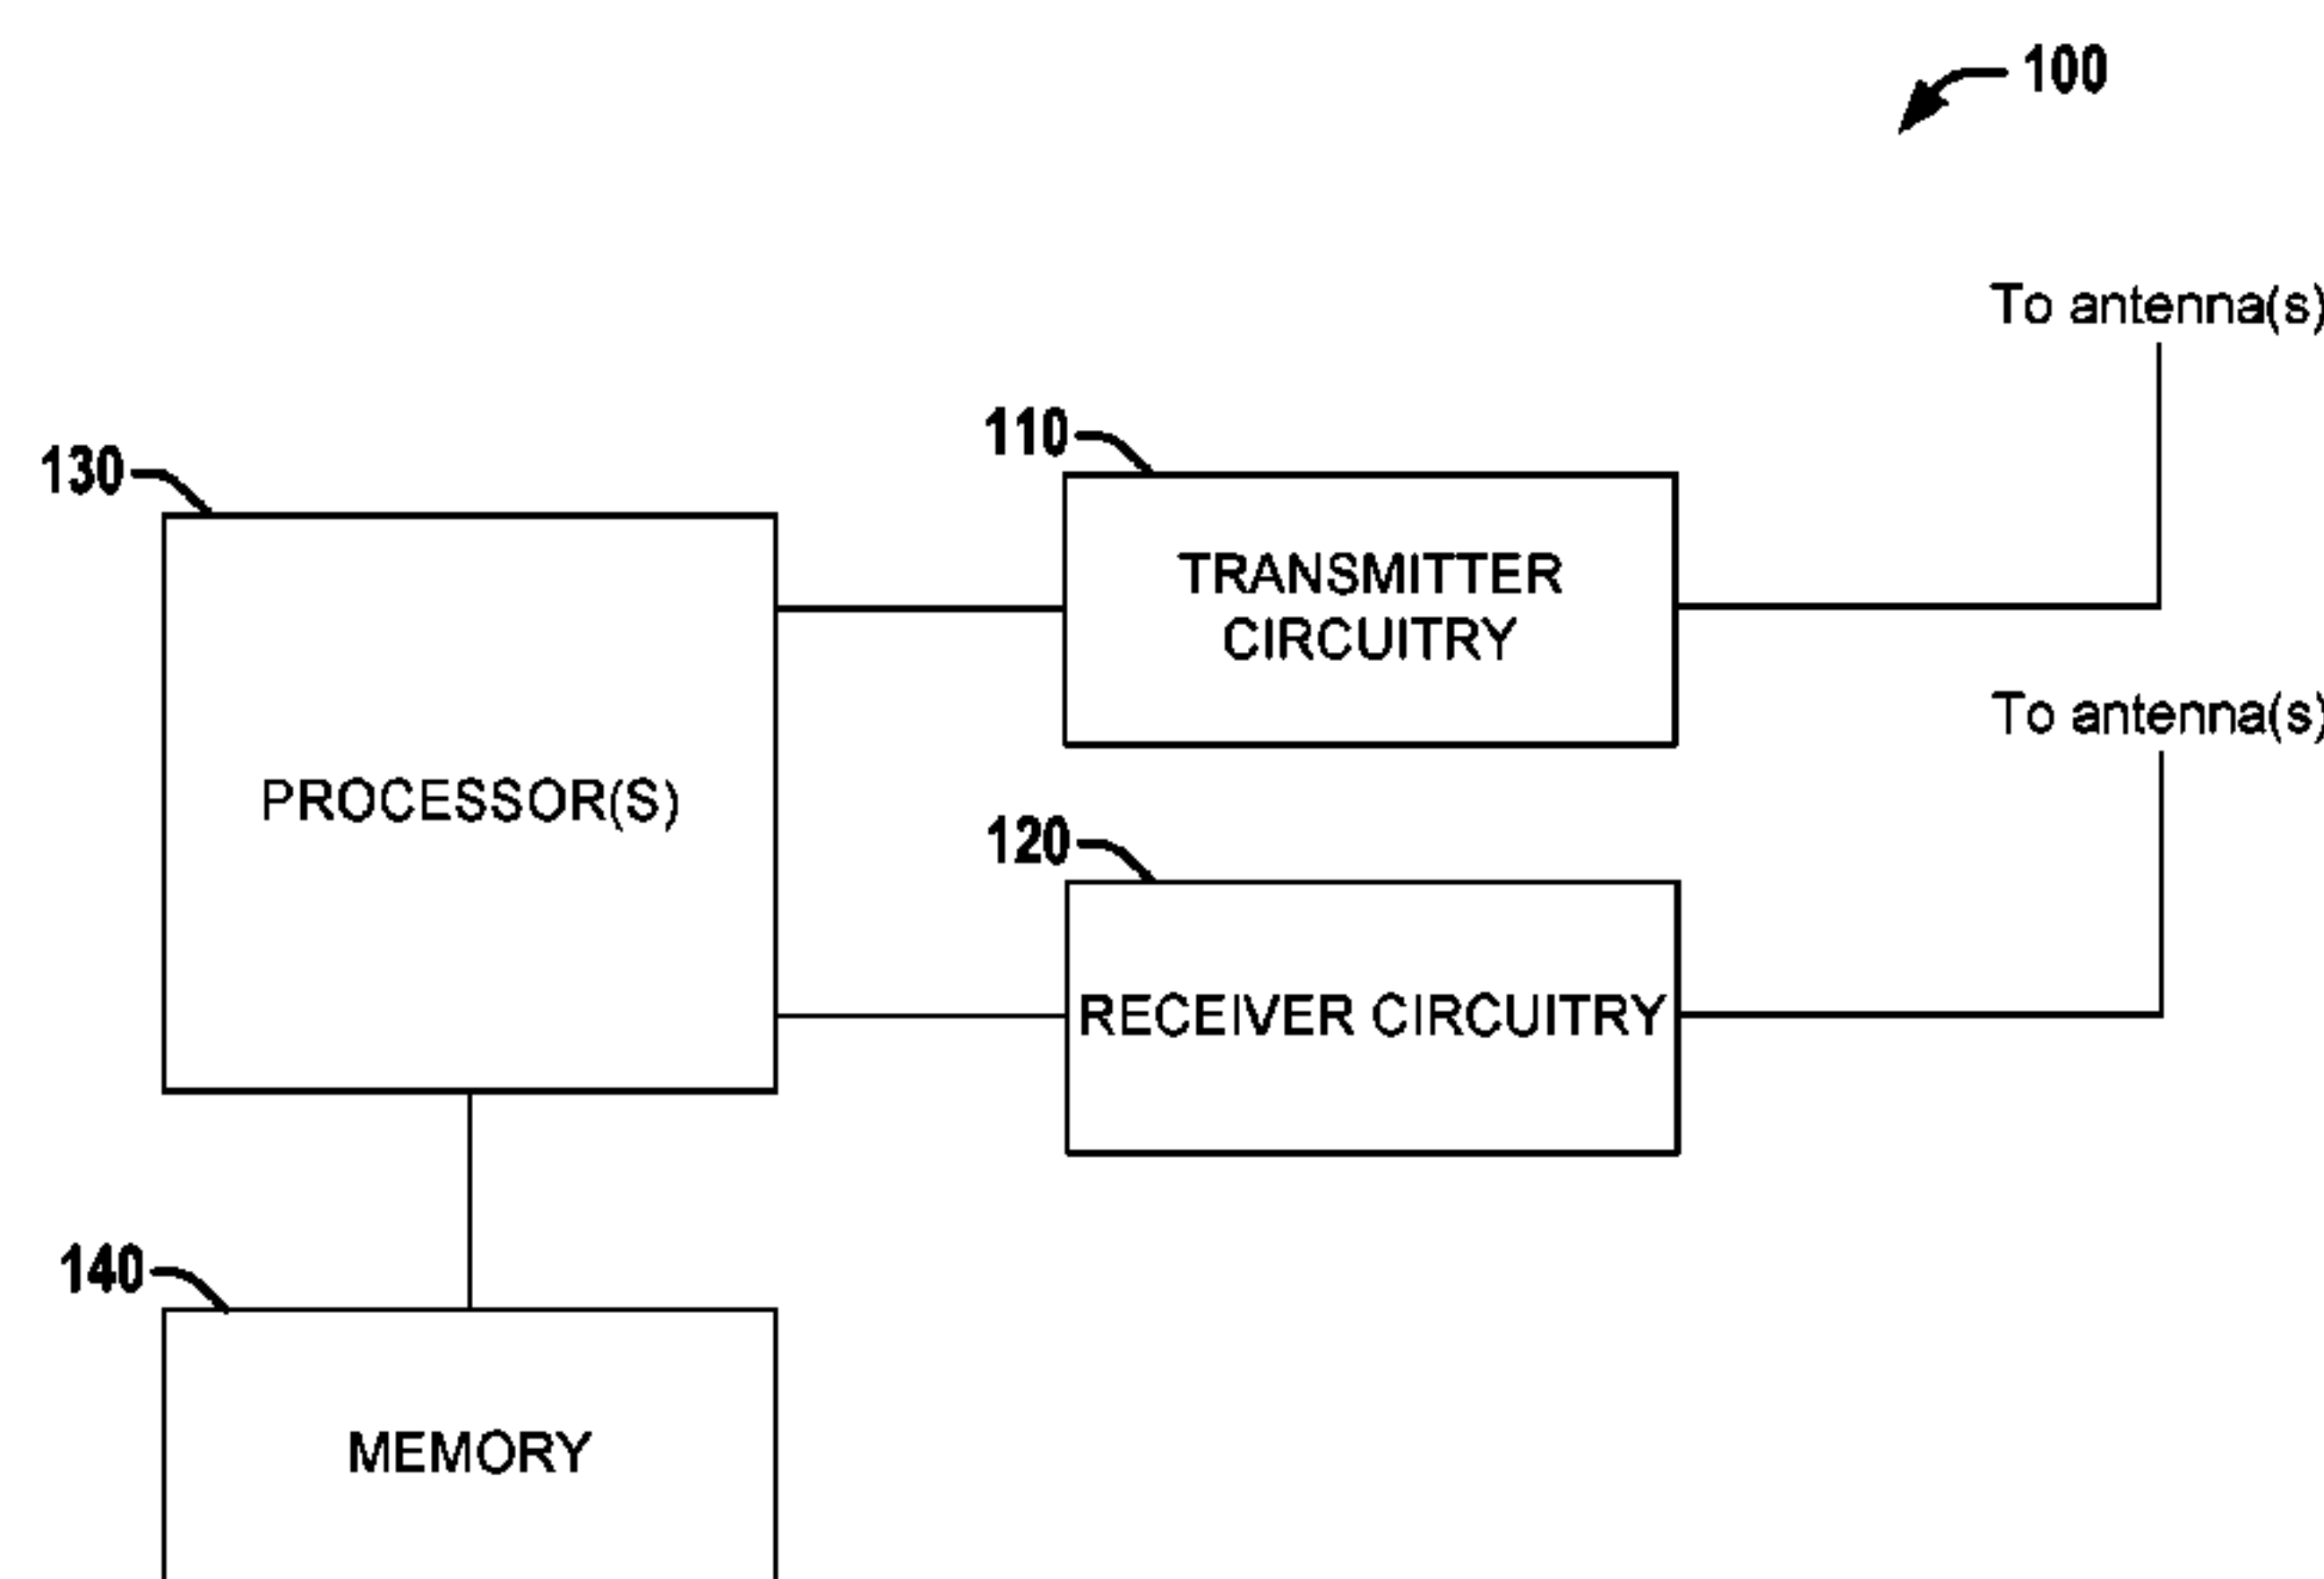 100
To antenna(s)
110
130
TRANSMITTER
CIRCUITRY
To antenna(s)
PROCESSOR(S)
120
RECEIVER CIRCUITRY
140
MEMORY